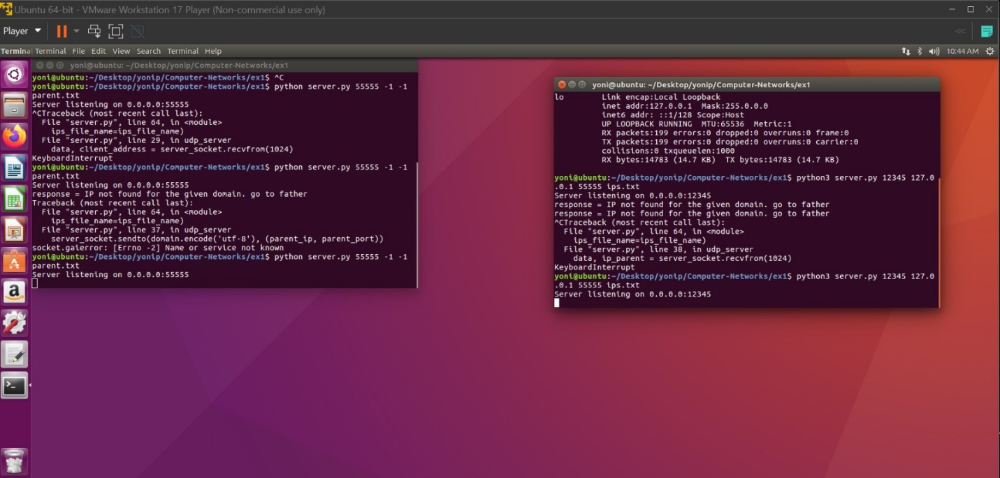 Ubuntu 64-bit - VMware Workstation 17 Player (Non-commercial use only)
Player
Terminal Terminal File Edit View Search Terminal Help
10:44 AM
yoni@ubuntu: ~/Desktop/yonip/Computer-Networks/ex1
yoni@ubuntu:~/Desktop/yonip/Computer-Networks/ex1$ ^C
yoni@ubuntu:~/Desktop/yonip/Computer-Networks/ex1$ python server.py 55555 -1 -1
parent.txt
Server listening on 0.0.0.0:55555
^CTraceback (most recent call last):
  File "server.py", line 64, in <module>
    ips_file_name=ips_file_name)
  File "server.py", line 29, in udp_server
    data, client_address = server_socket.recvfrom(1024)
KeyboardInterrupt
yoni@ubuntu:~/Desktop/yonip/Computer-Networks/ex1$ python server.py 55555 -1 -1
parent.txt
Server listening on 0.0.0.0:55555
response = IP not found for the given domain. go to father
Traceback (most recent call last):
  File "server.py", line 64, in <module>
    ips_file_name=ips_file_name)
  File "server.py", line 37, in udp_server
    server_socket.sendto(domain.encode('utf-8'), (parent_ip, parent_port))
socket.gaierror: [Errno -2] Name or service not known
yoni@ubuntu:~/Desktop/yonip/Computer-Networks/ex1$ python server.py 55555 -1 -1
parent.txt
Server listening on 0.0.0.0:55555
yoni@ubuntu: ~/Desktop/yonip/Computer-Networks/ex1
lo        Link encap:Local Loopback
          inet addr:127.0.0.1  Mask:255.0.0.0
          inet6 addr: ::1/128 Scope:Host
          UP LOOPBACK RUNNING  MTU:65536  Metric:1
          RX packets:199 errors:0 dropped:0 overruns:0 frame:0
          TX packets:199 errors:0 dropped:0 overruns:0 carrier:0
          collisions:0 txqueuelen:1000
          RX bytes:14783 (14.7 KB)  TX bytes:14783 (14.7 KB)
yoni@ubuntu:~/Desktop/yonip/Computer-Networks/ex1$ python3 server.py 12345 127.0
.0.1 55555 ips.txt
Server listening on 0.0.0.0:12345
response = IP not found for the given domain. go to father
response = IP not found for the given domain. go to father
^CTraceback (most recent call last):
  File "server.py", line 64, in <module>
    ips_file_name=ips_file_name)
  File "server.py", line 38, in udp_server
    data, ip_parent = server_socket.recvfrom(1024)
KeyboardInterrupt
yoni@ubuntu:~/Desktop/yonip/Computer-Networks/ex1$ python3 server.py 12345 127.0
.0.1 55555 ips.txt
Server listening on 0.0.0.0:12345